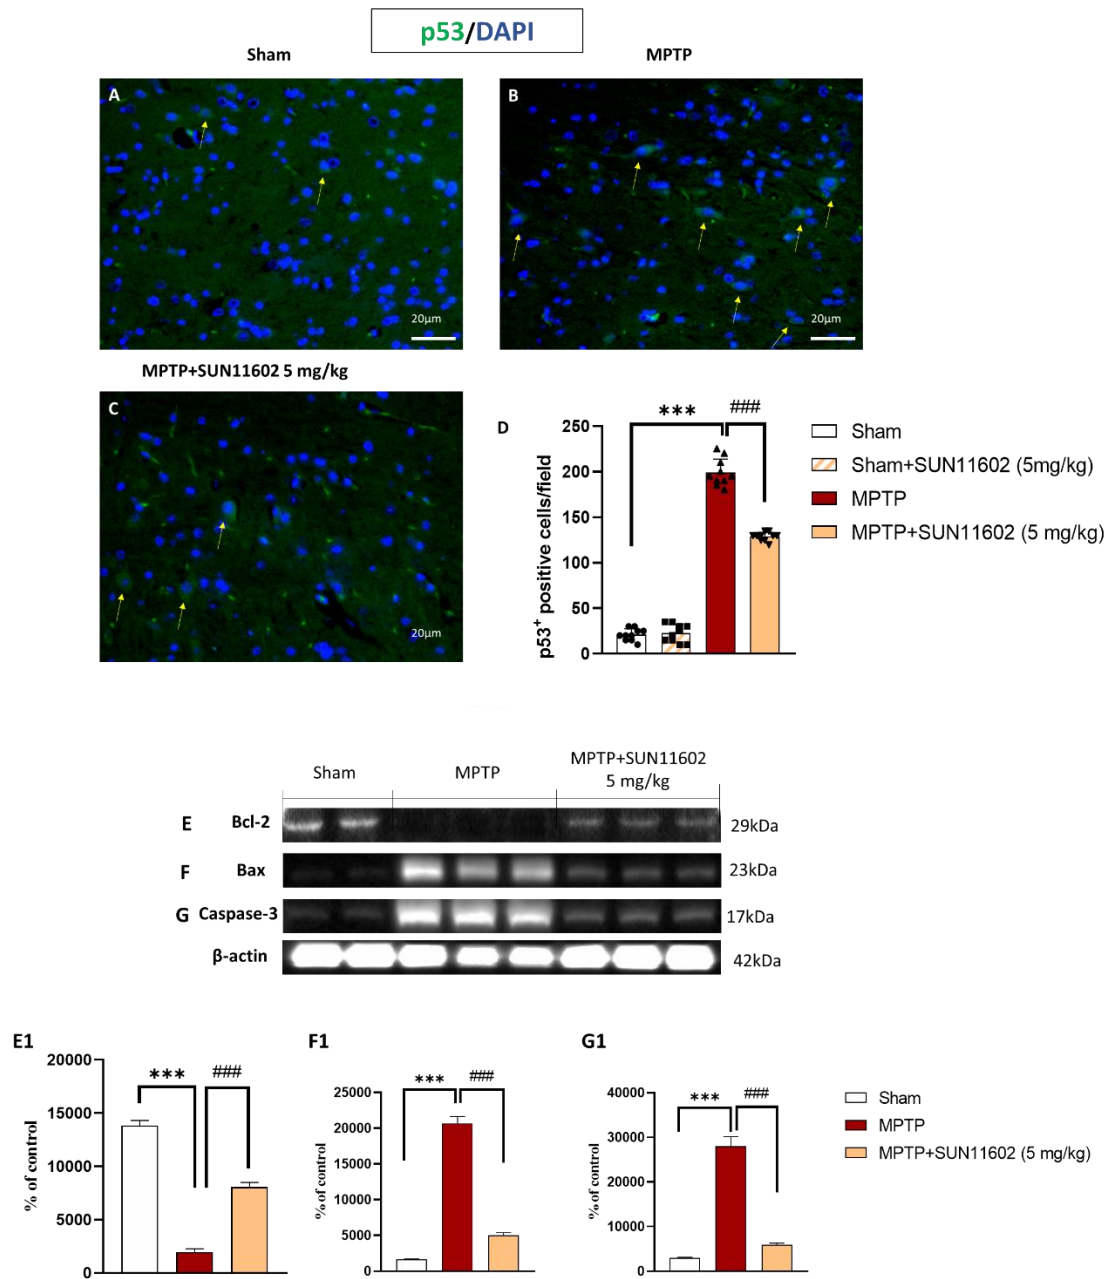 p53/DAPI
Sham
MPTP
A
B
20μm
20μm
MPTP+SUN11602 5 mg/kg
C
20μm
D
***
###
250
200
150
100
50
0
p53+ positive cells/field
Sham
Sham+SUN11602 (5mg/kg)
MPTP
MPTP+SUN11602 (5 mg/kg)
Sham
MPTP
MPTP+SUN11602
5 mg/kg
E
Bcl-2
29kDa
F
Bax
23kDa
G
Caspase-3
17kDa
β-actin
42kDa
E1
20000
15000
10000
5000
0
% of control
***
###
F1
25000
20000
15000
10000
5000
0
% of control
***
###
G1
40000
30000
20000
10000
0
% of control
***
###
Sham
MPTP
MPTP+SUN11602 (5 mg/kg)